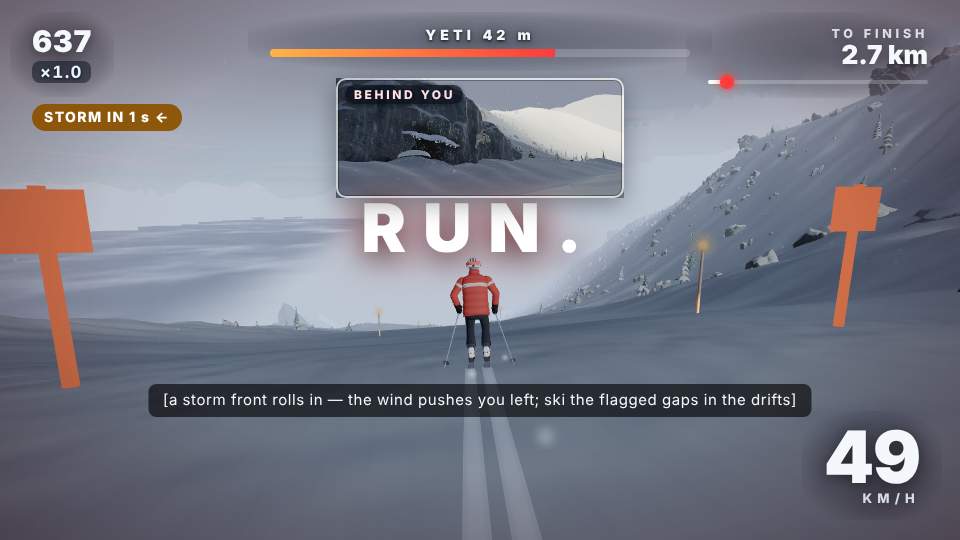 637
×1.0
STORM IN 1 s ←
YETI 42 m
TO FINISH
2.7 km
BEHIND YOU
RUN.
[a storm front rolls in — the wind pushes you left; ski the flagged gaps in the drifts]
49
KM/H